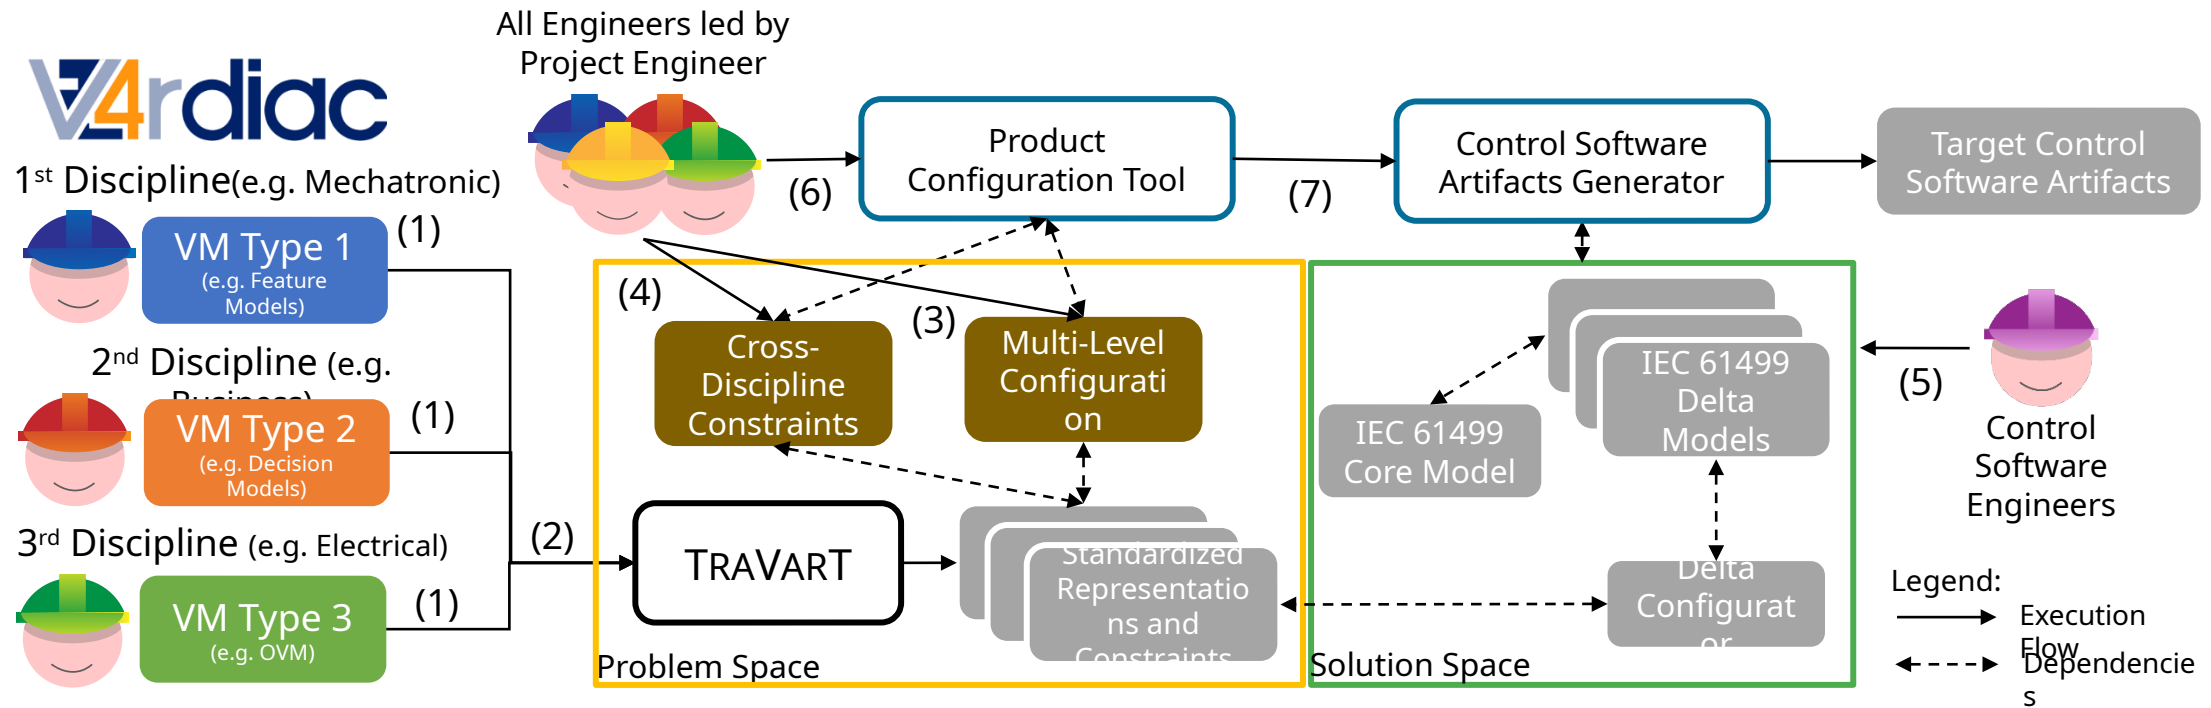 All Engineers led by
Project Engineer
V4rdiac
1st Discipline(e.g. Mechatronic)
VM Type 1
(e.g. Feature
Models)
(1)
2nd Discipline (e.g.
Business)
VM Type 2
(e.g. Decision
Models)
(1)
3rd Discipline (e.g. Electrical)
VM Type 3
(e.g. OVM)
(1)
(2)
(6)
Product
Configuration Tool
(7)
Control Software
Artifacts Generator
Target Control
Software Artifacts
(4)
(3)
Cross-
Discipline
Constraints
Multi-Level
Configurati
on
TRAVART
Standardized
Representatio
ns and
Constraints
Problem Space
IEC 61499
Delta
Models
IEC 61499
Core Model
Delta
Configurat
or
Solution Space
(5)
Control
Software
Engineers
Legend:
Execution
Flow
Dependencie
s